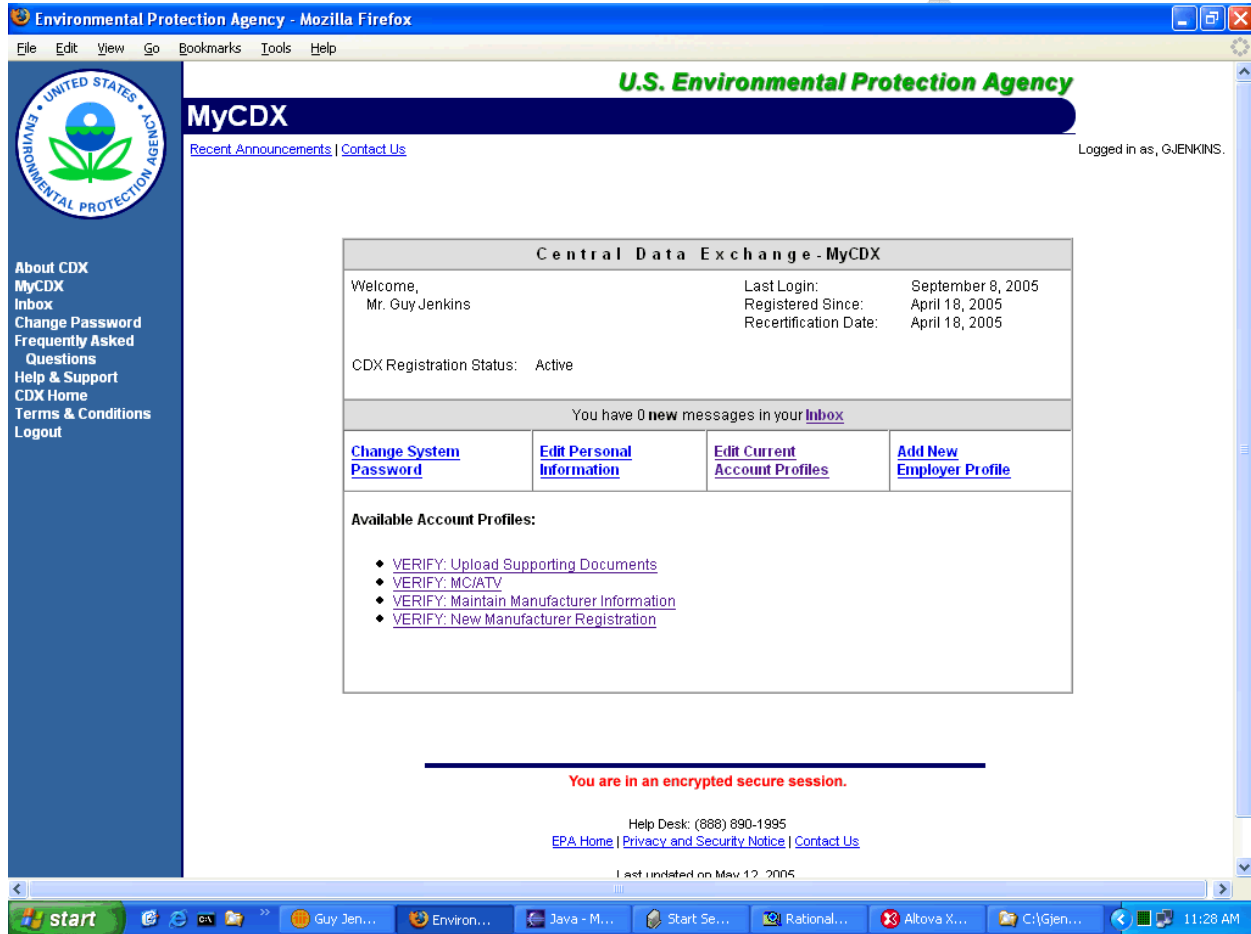 Environmental Protection Agency - Mozilla Firefox
File Edit View Go Bookmarks Tools Help
UNITED STATES
ENVIRONMENTAL PROTECTION AGENCY
U.S. Environmental Protection Agency
MyCDX
Recent Announcements | Contact Us
Logged in as, GJENKINS.
About CDX
MyCDX
Inbox
Change Password
Frequently Asked
Questions
Help & Support
CDX Home
Terms & Conditions
Logout
Central Data Exchange - MyCDX
Welcome,
Mr. Guy Jenkins
Last Login: September 8, 2005
Registered Since: April 18, 2005
Recertification Date: April 18, 2005
CDX Registration Status: Active
You have 0 new messages in your Inbox
Change System
Password
Edit Personal
Information
Edit Current
Account Profiles
Add New
Employer Profile
Available Account Profiles:
VERIFY: Upload Supporting Documents
VERIFY: MC/ATV
VERIFY: Maintain Manufacturer Information
VERIFY: New Manufacturer Registration
You are in an encrypted secure session.
Help Desk: (888) 890-1995
EPA Home | Privacy and Security Notice | Contact Us
Last updated on May 12, 2005
start
Guy Jen...
Environ...
Java - M...
Start Se...
Rational...
Altova X...
C:\Gjen...
11:28 AM